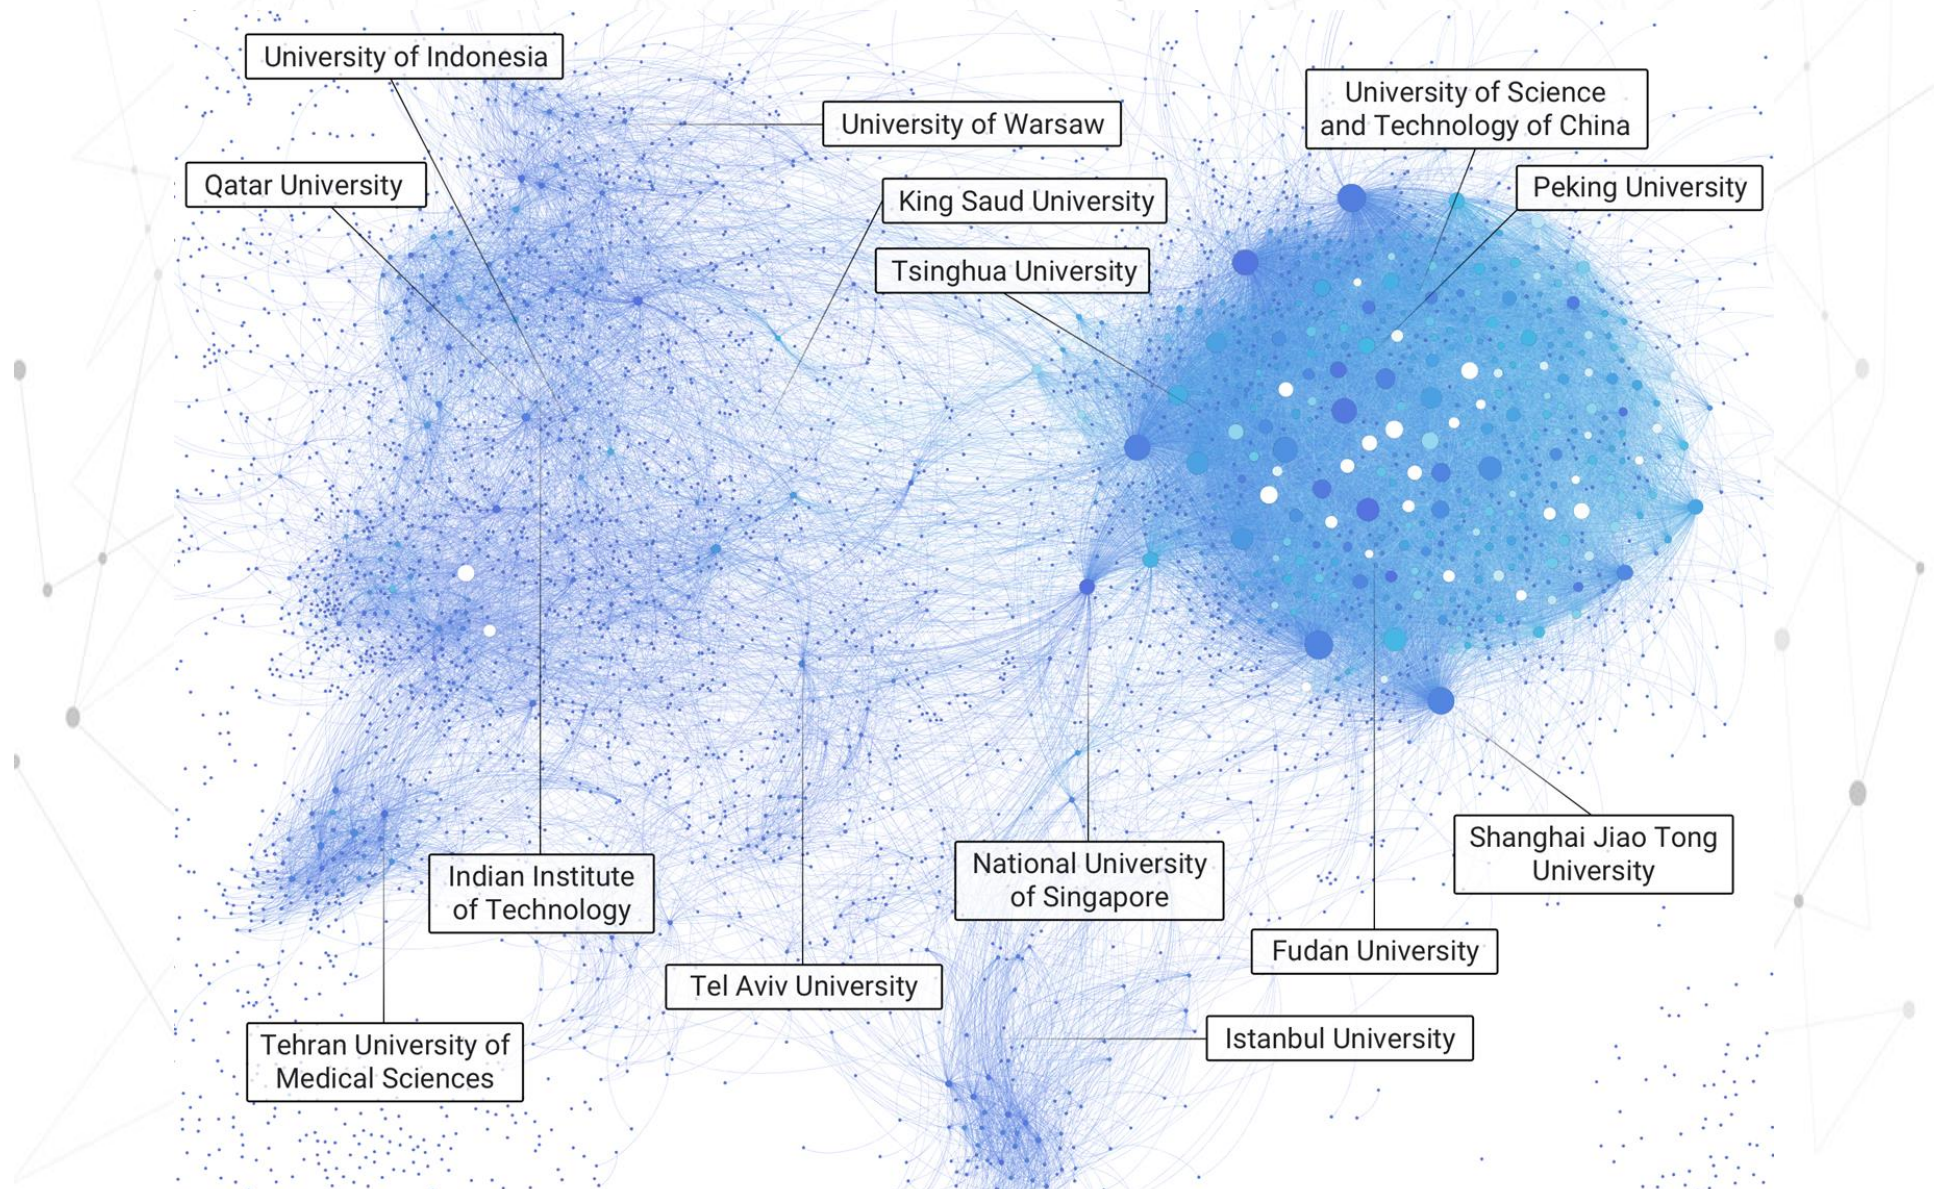 University of Indonesia
University of Warsaw
University of Science
and Technology of China
Qatar University
King Saud University
Peking University
Tsinghua University
Shanghai Jiao Tong
University
National University
of Singapore
Indian Institute
of Technology
Fudan University
Tel Aviv University
Istanbul University
Tehran University of
Medical Sciences